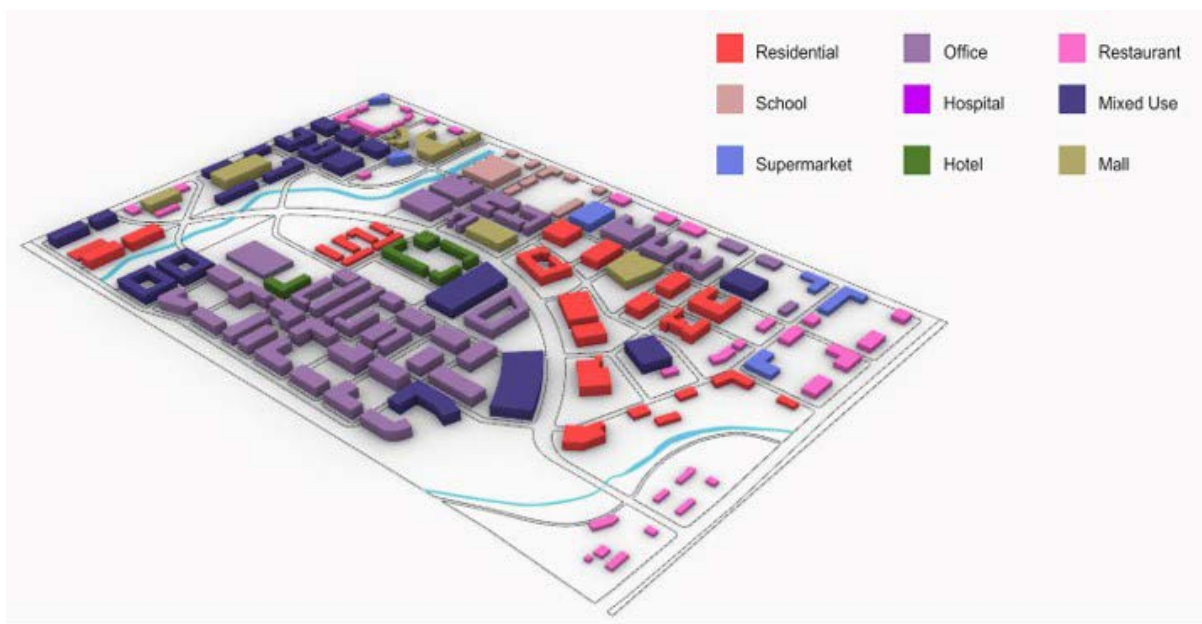 Residential
Office
Restaurant
School
Hospital
Mixed Use
Supermarket
Hotel
Mall